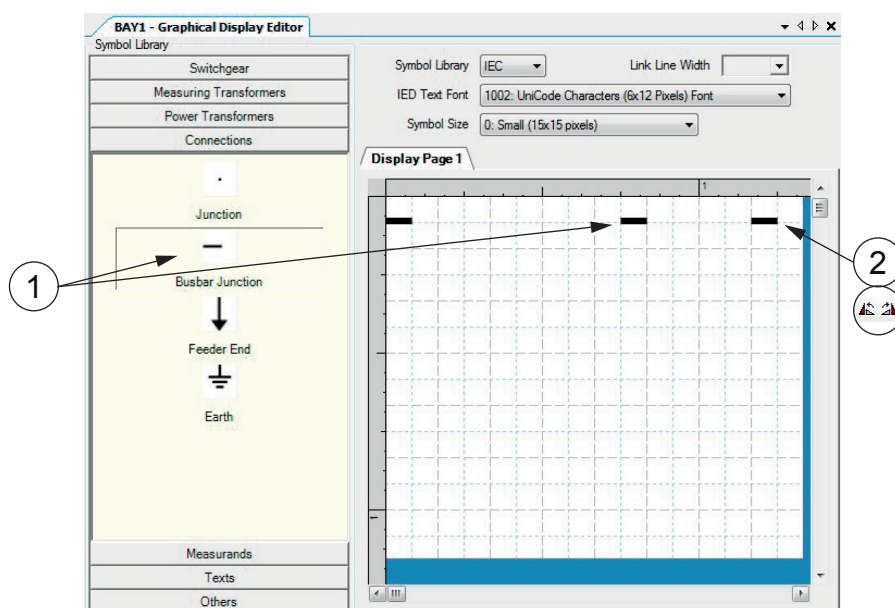 BAY1 - Graphical Display Editor
Symbol Library
Switchgear
Measuring Transformers
Power Transformers
Connections
Junction
Busbar Junction
Feeder End
Earth
Measurands
Texts
Others
Symbol Library IEC Link Line Width
IED Text Font 1002: UniCode Characters (6x12 Pixels) Font
Symbol Size 0: Small (15x15 pixels)
Display Page 1
1
1
1
2